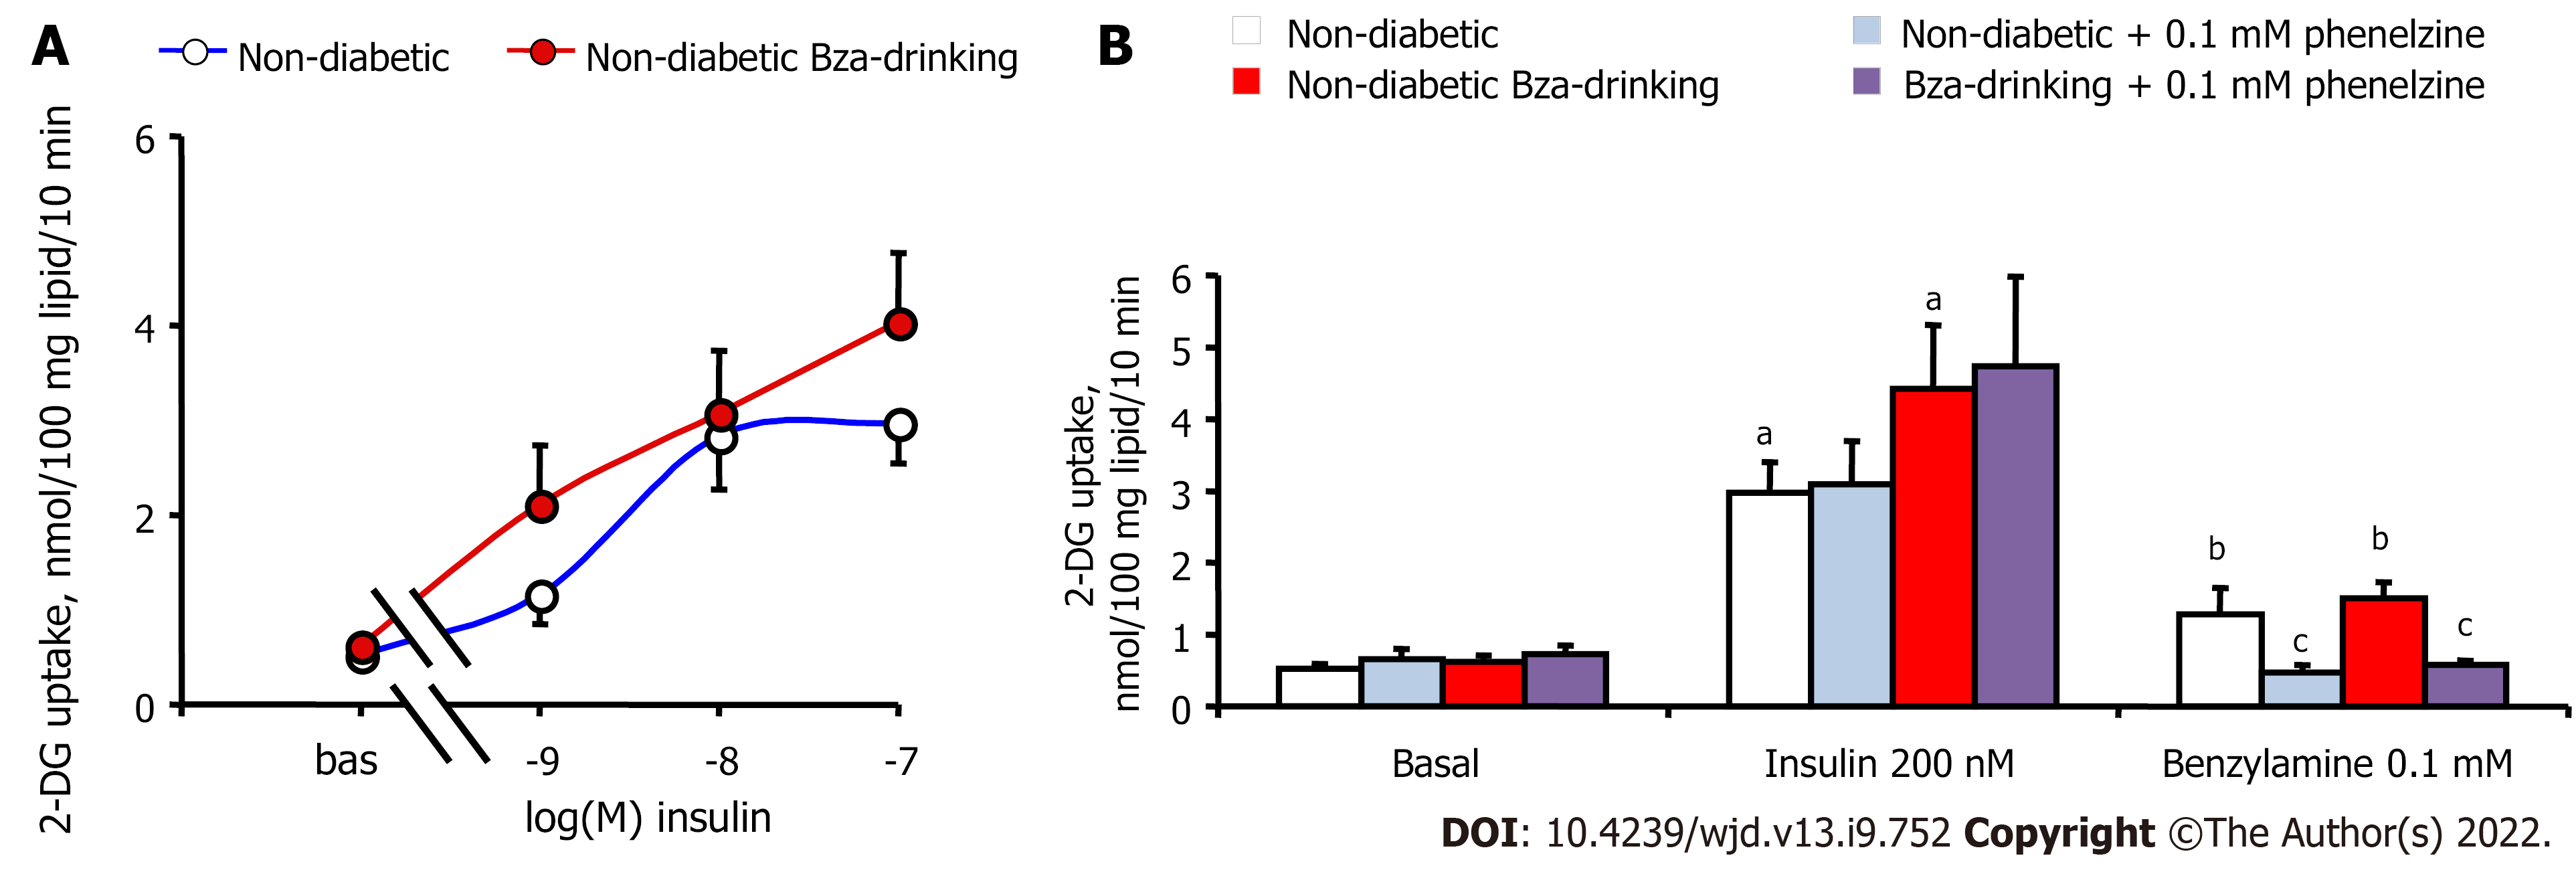 A
Non-diabetic
Non-diabetic Bza-drinking
2-DG uptake, nmol/100 mg lipid/10 min
6
4
2
0
bas
-9
-8
-7
log(M) insulin
B
Non-diabetic
Non-diabetic + 0.1 mM phenelzine
Non-diabetic Bza-drinking
Bza-drinking + 0.1 mM phenelzine
2-DG uptake,
nmol/100 mg lipid/10 min
6
5
4
3
2
1
0
a
a
b
c
b
c
Basal
Insulin 200 nM
Benzylamine 0.1 mM
DOI: 10.4239/wjd.v13.i9.752 Copyright ©The Author(s) 2022.